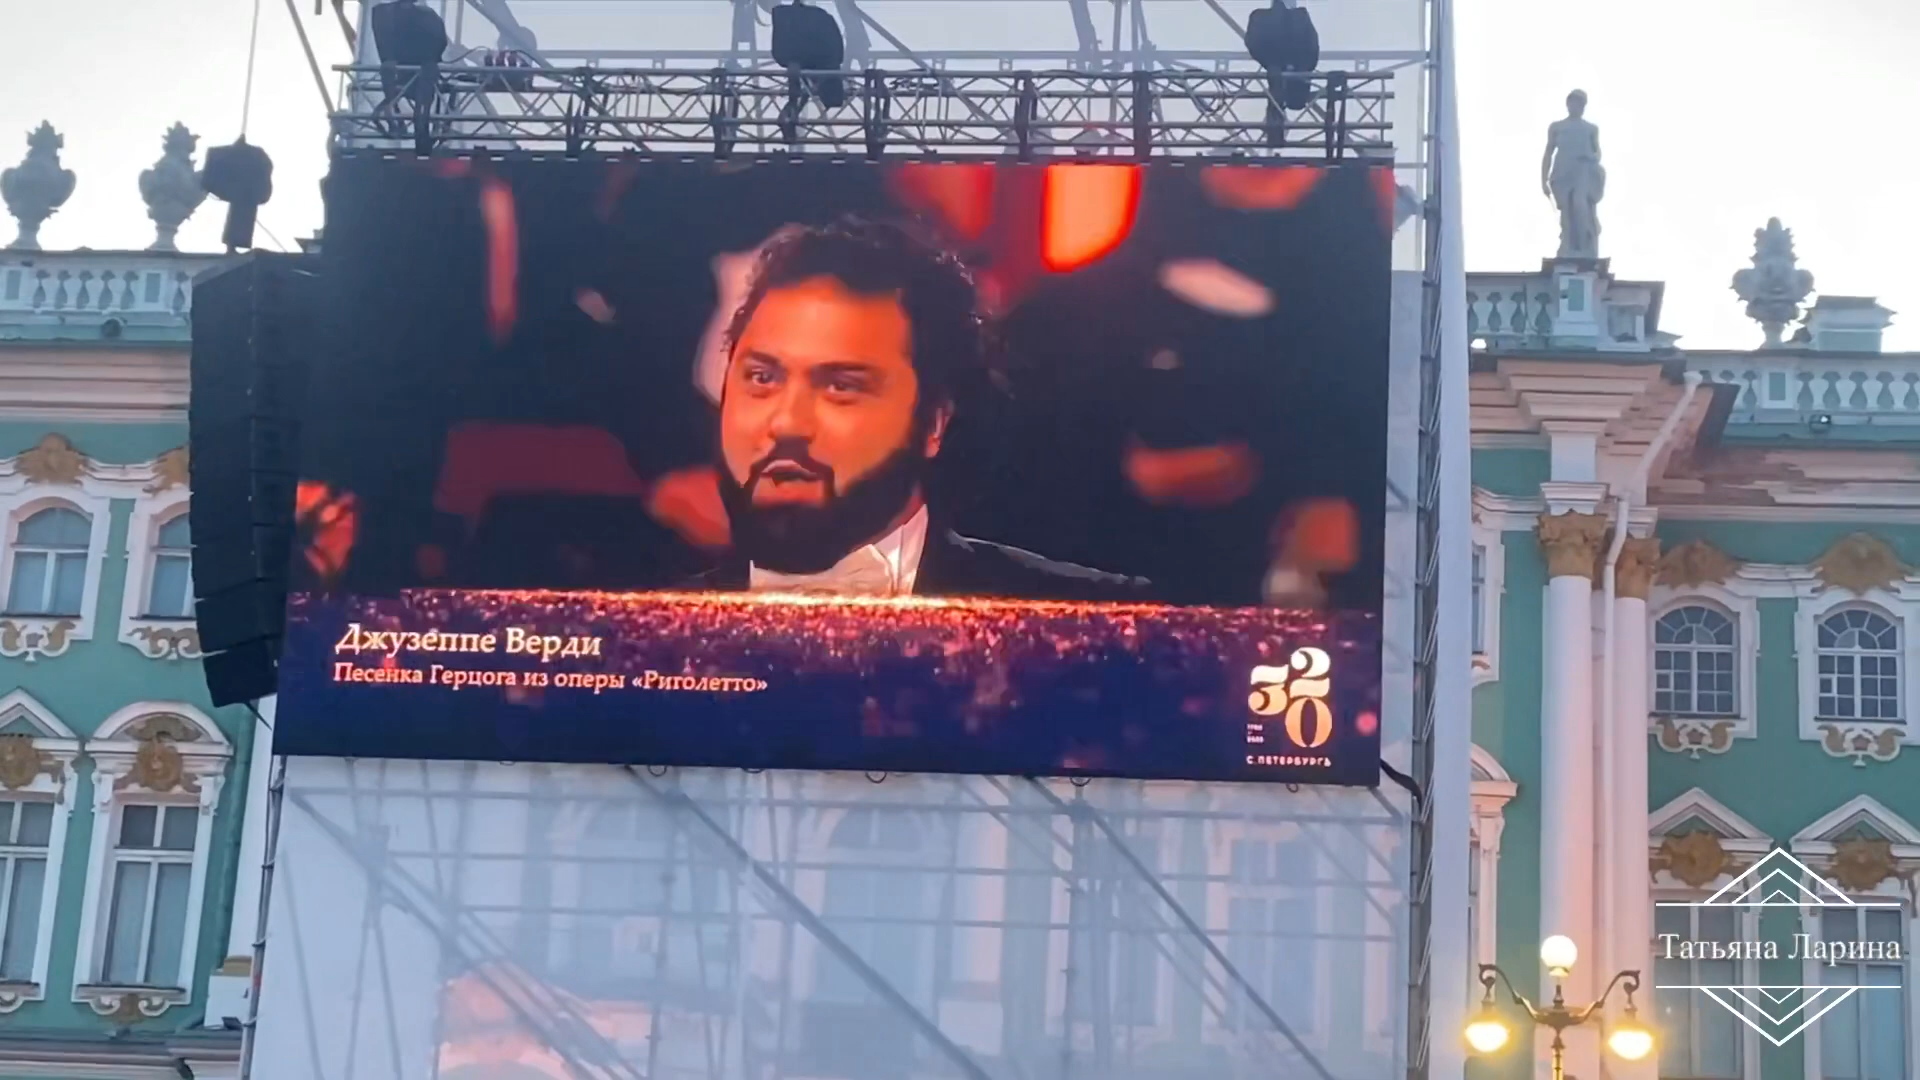 Джузеппе Верди
Песенка Герцога из оперы «Риголетто»
320
С.ПЕТЕРБУРГЪ
Татьяна Ларина